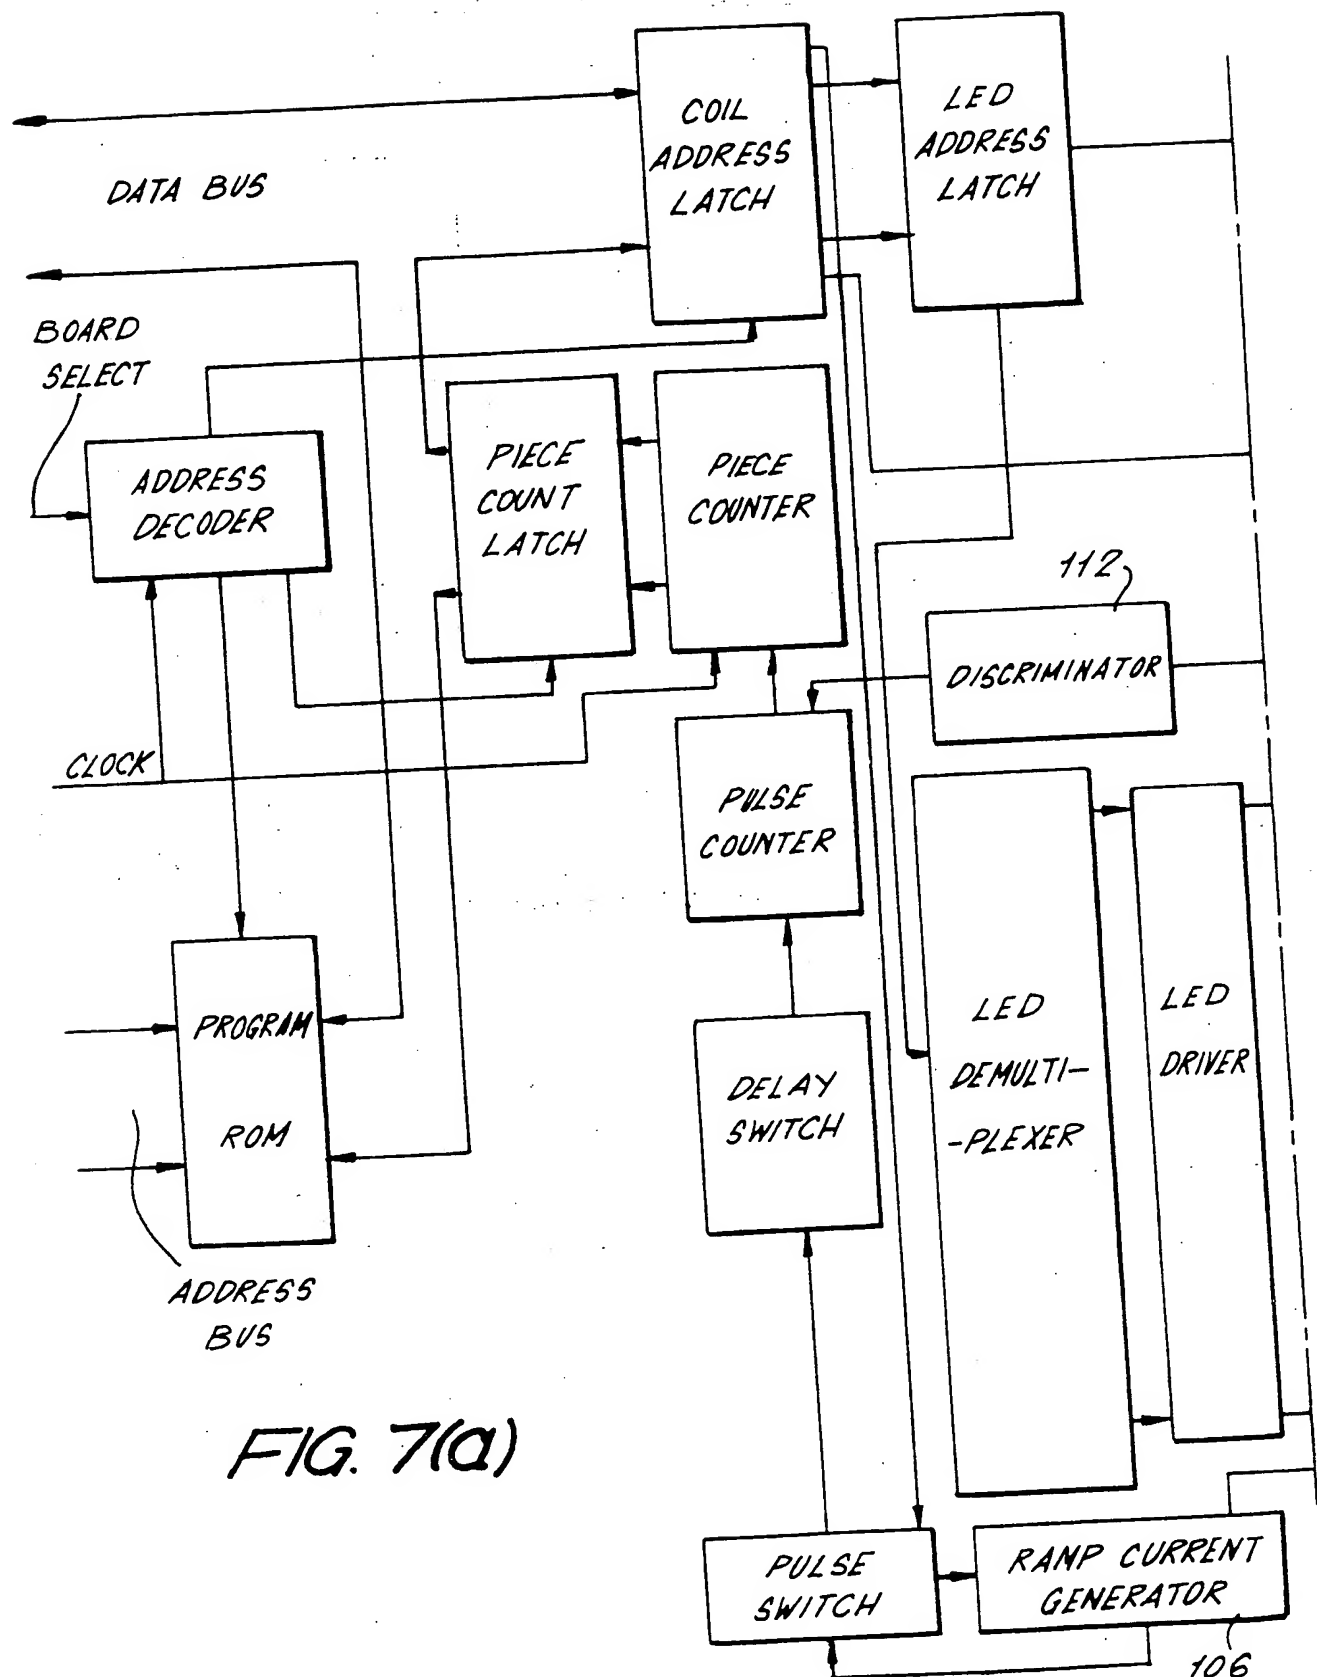 COIL
ADDRESS
LATCH
LED
ADDRESS
LATCH
DATA BUS
BOARD
SELECT
ADDRESS
DECODER
PIECE
COUNT
LATCH
PIECE
COUNTER
112
DISCRIMINATOR
CLOCK
PULSE
COUNTER
PROGRAM
ROM
DELAY
SWITCH
LED
DEMULTI-
-PLEXER
LED
DRIVER
ADDRESS
BUS
FIG. 7(a)
PULSE
SWITCH
RAMP CURRENT
GENERATOR
106